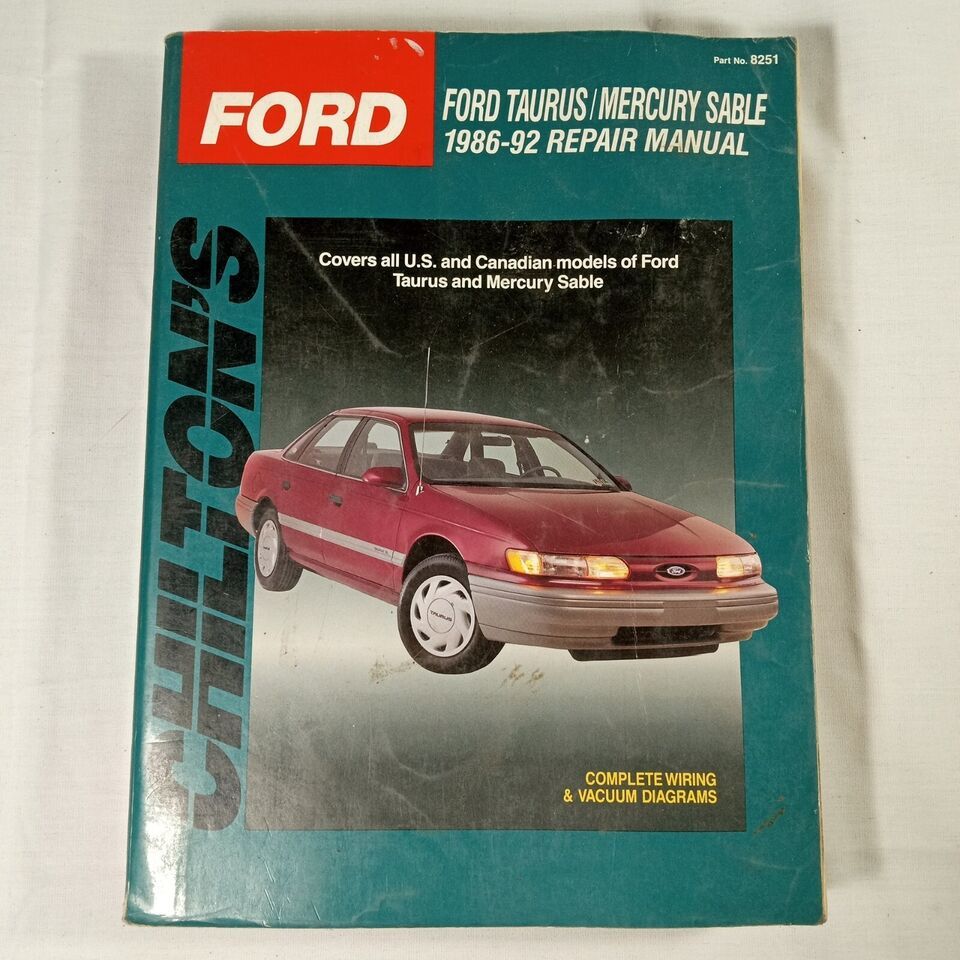 Part No. 8251
FORD
FORD TAURUS/MERCURY SABLE
1986-92 REPAIR MANUAL
CHILTON'S
Covers all U.S. and Canadian models of Ford
Taurus and Mercury Sable
Ford
TAURUS
COMPLETE WIRING
& VACUUM DIAGRAMS